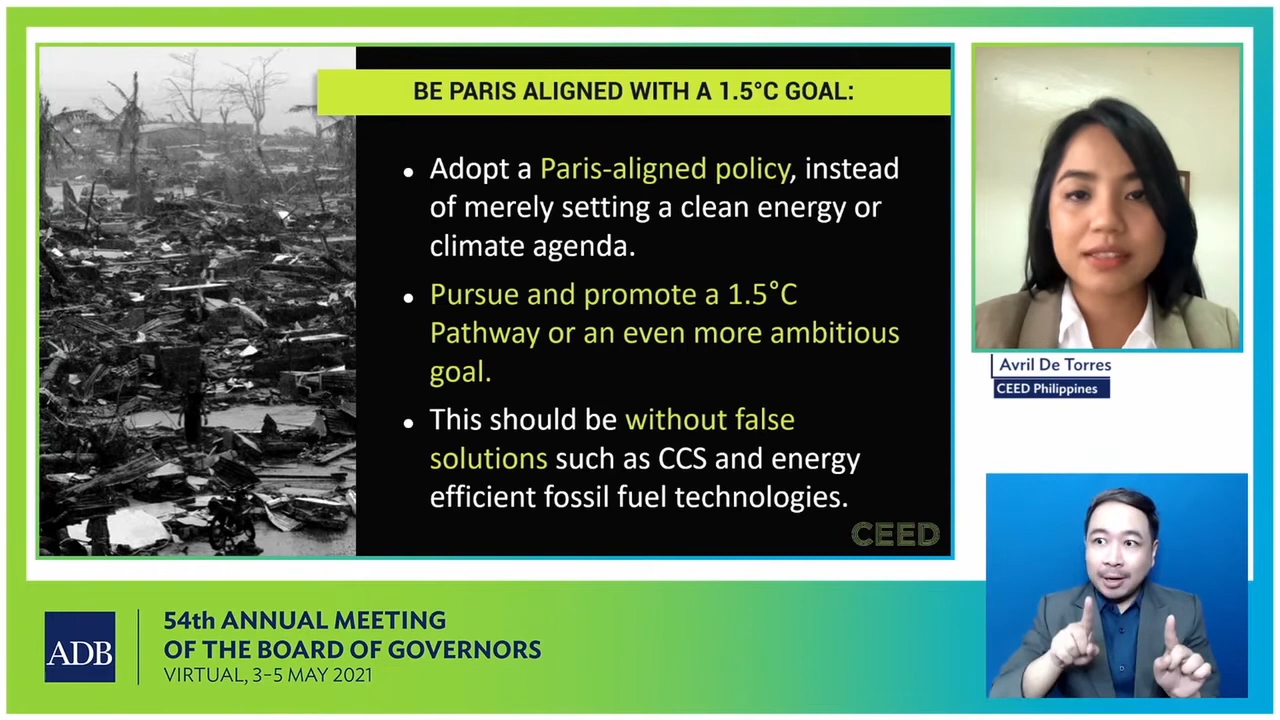 BE PARIS ALIGNED WITH A 1.5°C GOAL:
• Adopt a Paris-aligned policy, instead
of merely setting a clean energy or
climate agenda.
• Pursue and promote a 1.5°C
Pathway or an even more ambitious
goal.
• This should be without false
solutions such as CCS and energy
efficient fossil fuel technologies.
CEED
Avril De Torres
CEED Philippines
ADB
54th ANNUAL MEETING
OF THE BOARD OF GOVERNORS
VIRTUAL, 3–5 MAY 2021